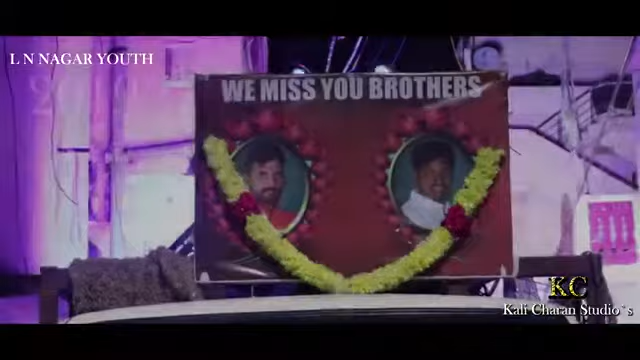 L N NAGAR YOUTH
WE MISS YOU BROTHERS
KC
Kali Charan Studio`s